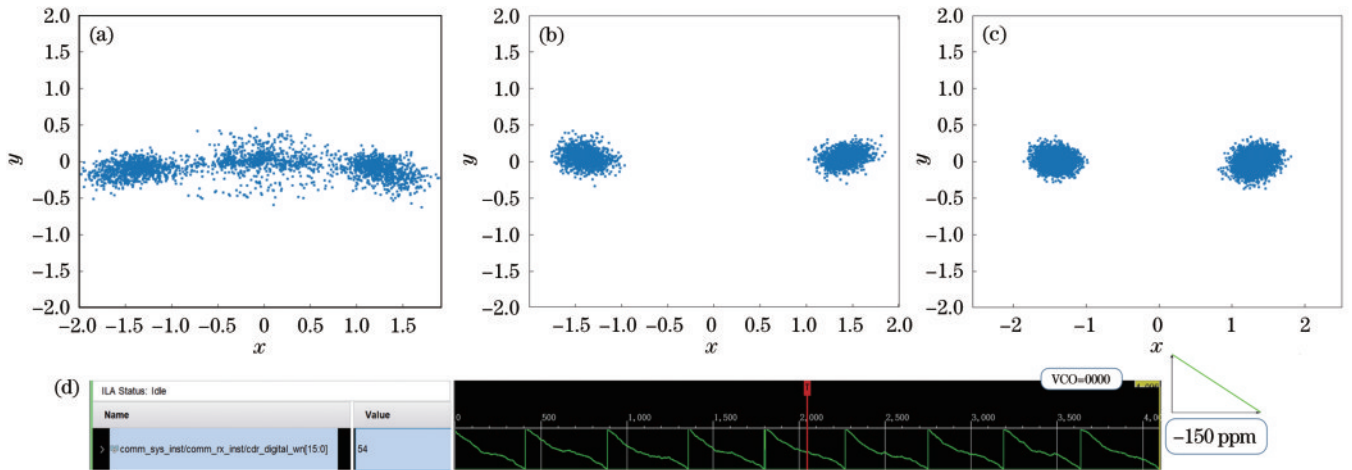 (a)
2.0
1.5
1.0
0.5
0
−0.5
−1.0
−1.5
−2.0
y
−2.0 −1.5 −1.0 −0.5 0 0.5 1.0 1.5
x
(b)
2.0
1.5
1.0
0.5
0
−0.5
−1.0
−1.5
−2.0
y
−1.5 −1.0 −0.5 0 0.5 1.0 1.5 2.0
x
(c)
2.0
1.5
1.0
0.5
0
−0.5
−1.0
−1.5
−2.0
y
−2 −1 0 1 2
x
(d)
ILA Status: Idle
Name Value
comm_sys_inst/comm_rx_inst/cdr_digital_wn[15:0] 54
VCO=0000
0 500 1,000 1,500 2,000 2,500 3,000 3,500
−150 ppm